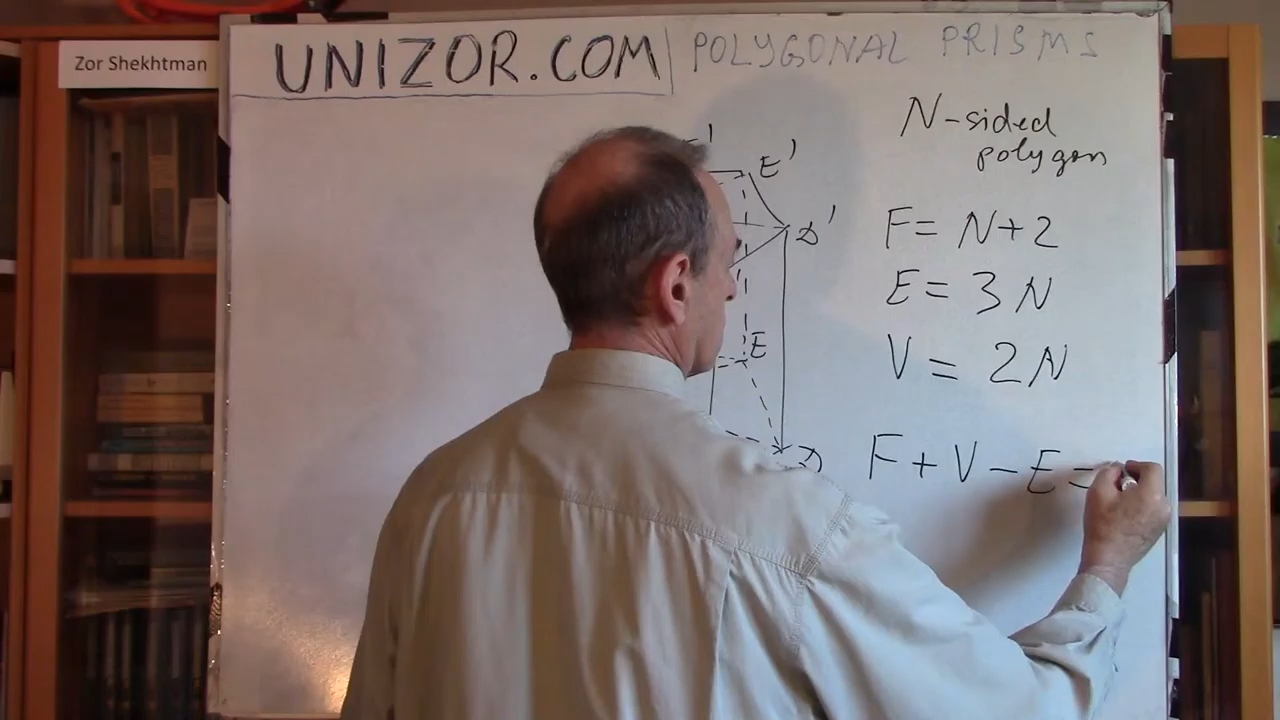 Zor Shekhtman
UNIZOR.COM | POLYGONAL PRISMS
N-sided
polygon
E'
D'
F = N+2
E = 3N
E
V = 2N
D
F + V - E =